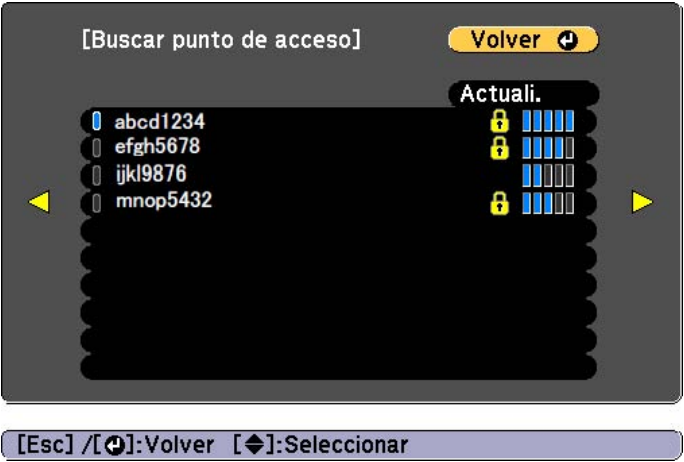 [Buscar punto de acceso] Volver
Actuali.
abcd1234
efgh5678
ijkl9876
mnop5432
[Esc] /[⏎]:Volver [◆]:Seleccionar